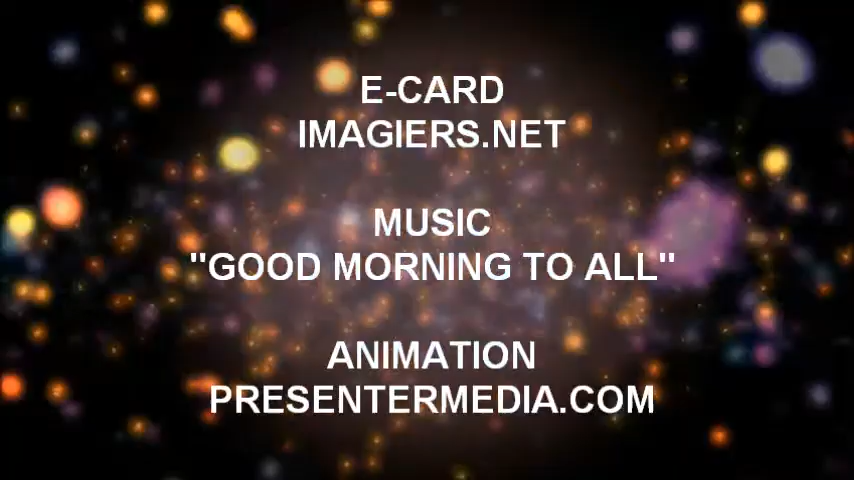 E-CARD
IMAGIERS.NET
MUSIC
"GOOD MORNING TO ALL"
ANIMATION
PRESENTERMEDIA.COM